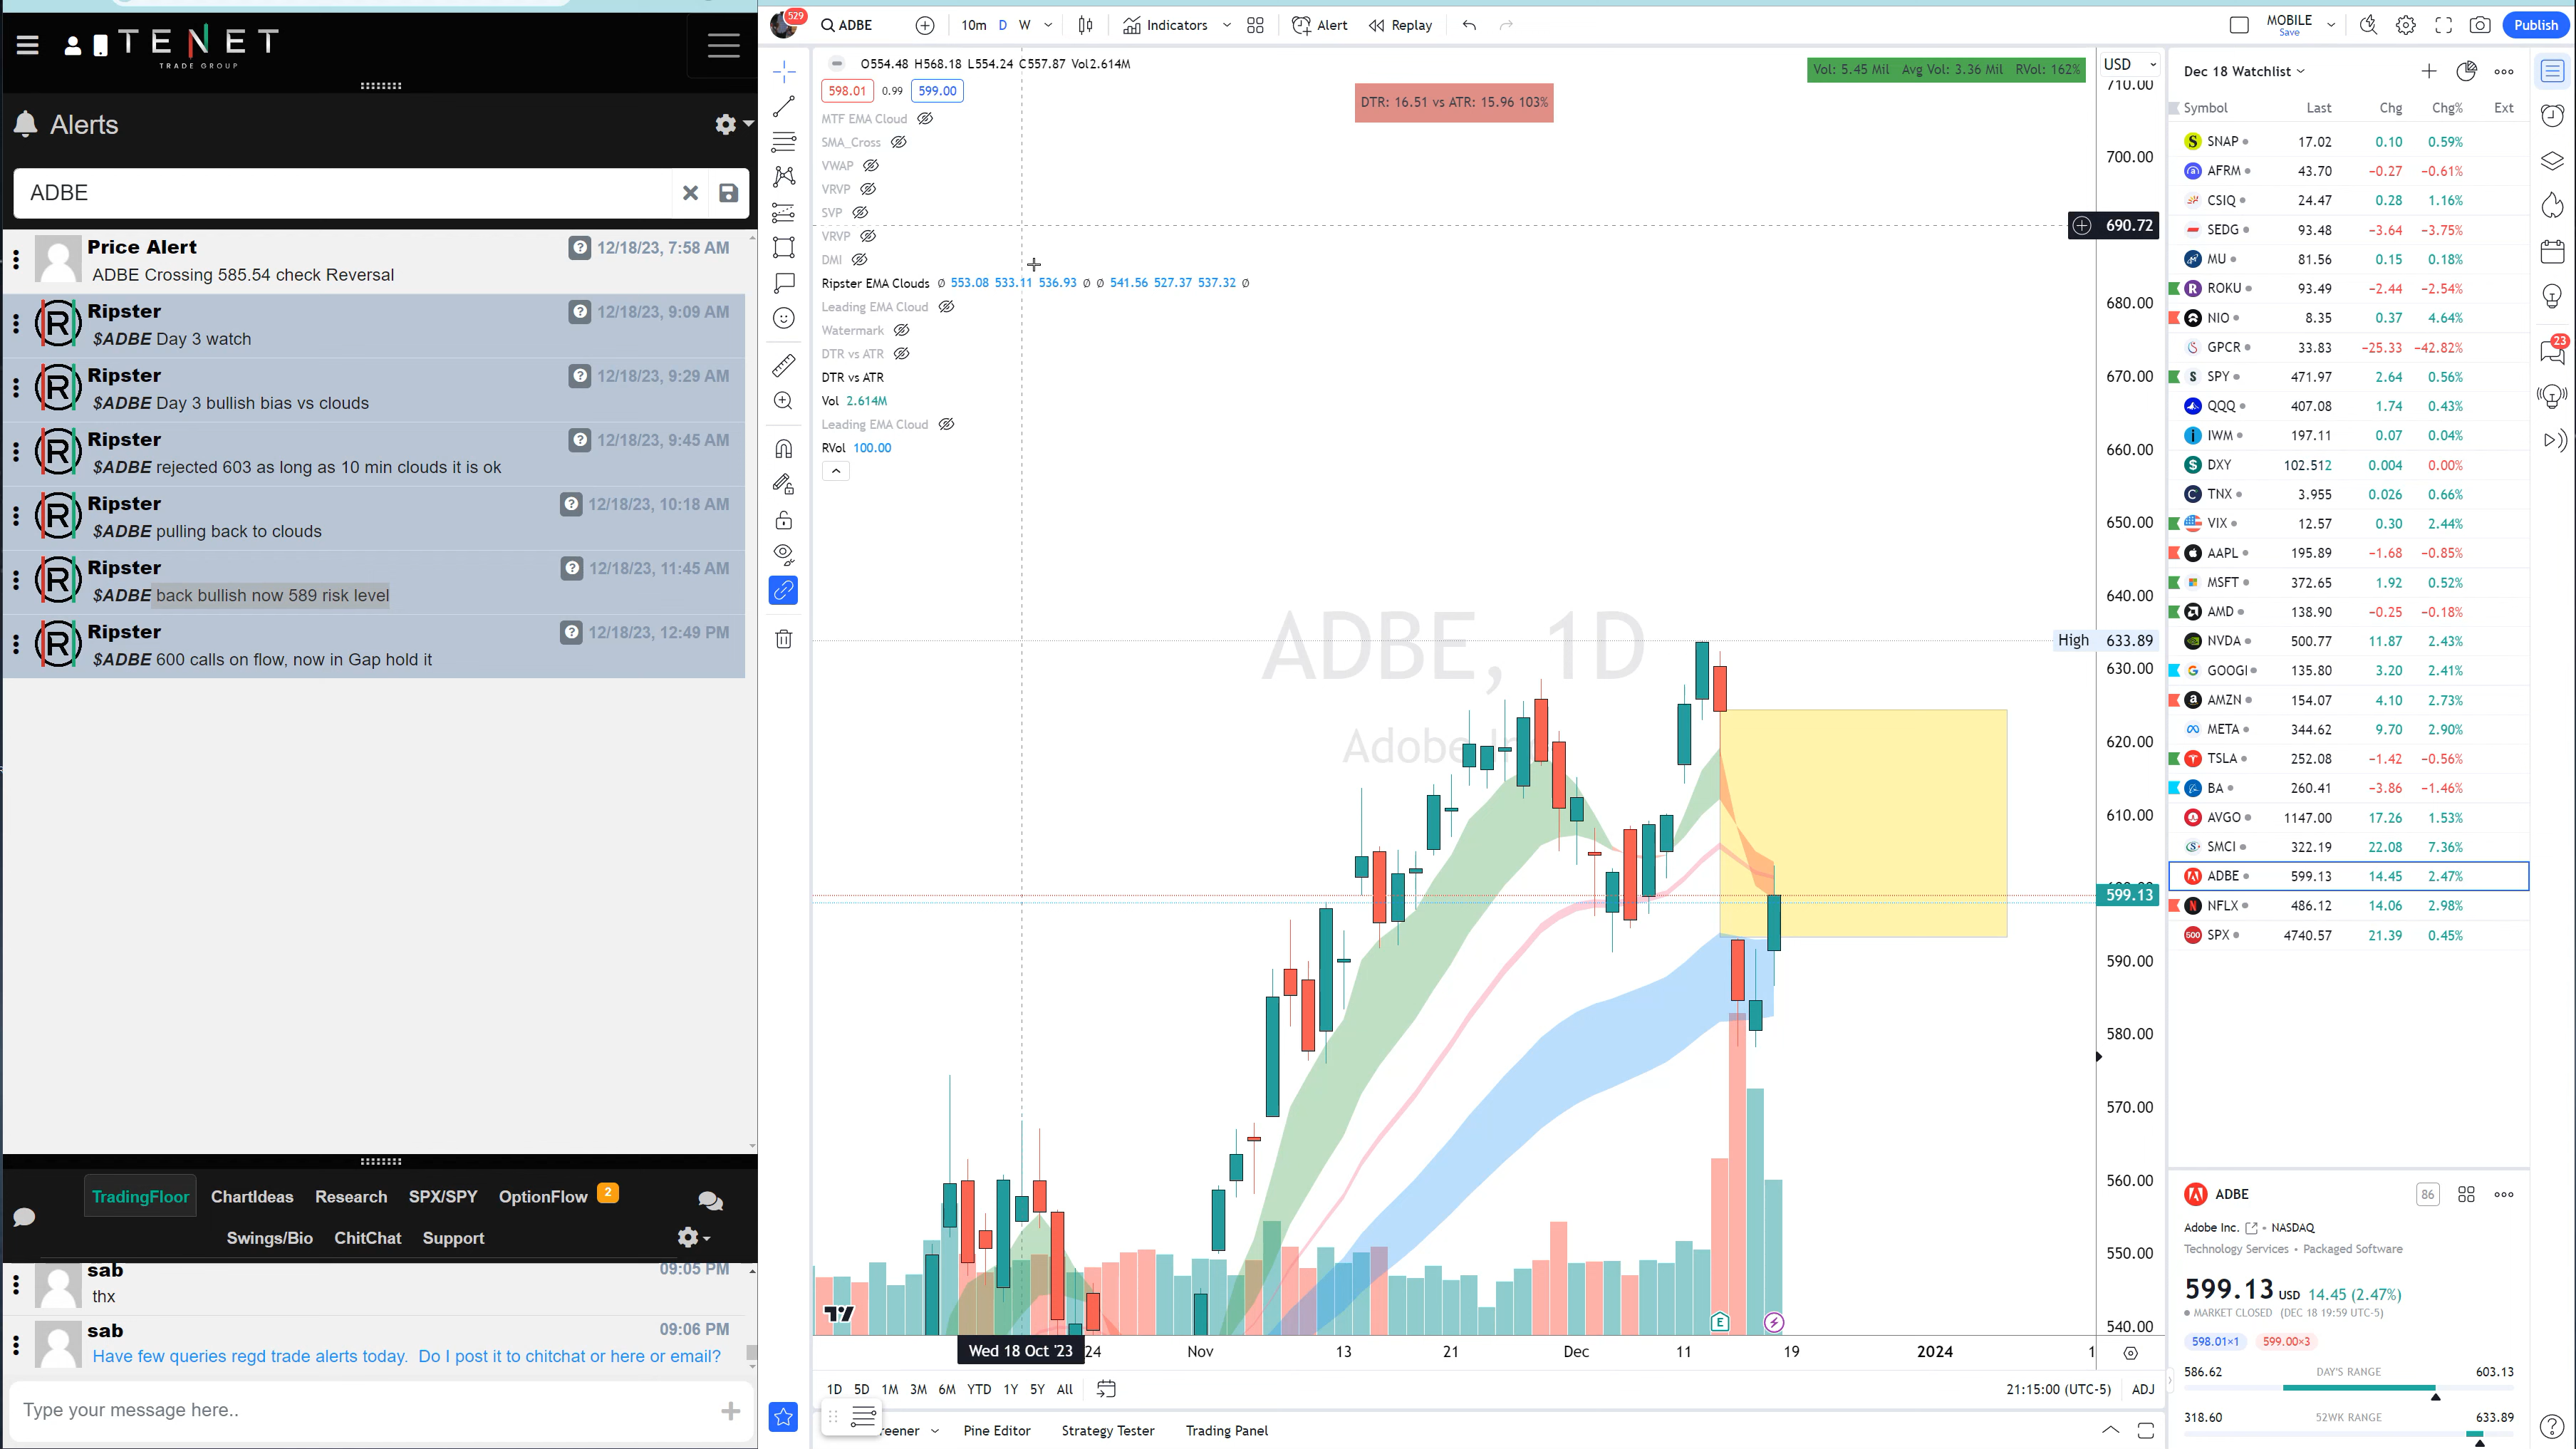 TENET
TRADE GROUP
Alerts
ADBE
Price Alert
12/18/23, 7:58 AM
ADBE Crossing 585.54 check Reversal
Ripster
12/18/23, 9:09 AM
$ADBE Day 3 watch
Ripster
12/18/23, 9:29 AM
$ADBE Day 3 bullish bias vs clouds
Ripster
12/18/23, 9:45 AM
$ADBE rejected 603 as long as 10 min clouds it is ok
Ripster
12/18/23, 10:18 AM
$ADBE pulling back to clouds
Ripster
12/18/23, 11:45 AM
$ADBE back bullish now 589 risk level
Ripster
12/18/23, 12:49 PM
$ADBE 600 calls on flow, now in Gap hold it
TradingFloor ChartIdeas Research SPX/SPY OptionFlow 2
Swings/Bio ChitChat Support
sab
09:05 PM
thx
sab
09:06 PM
Have few queries regd trade alerts today. Do I post it to chitchat or here or email?
Type your message here..
529
ADBE 10m D W Indicators Alert Replay
MOBILE
Save
Publish
O554.48 H568.18 L554.24 C557.87 Vol2.614M
598.01 0.99 599.00
MTF EMA Cloud
SMA_Cross
VWAP
VRVP
SVP
VRVP
DMI
Ripster EMA Clouds Ø 553.08 533.11 536.93 Ø Ø 541.56 527.37 537.32 Ø
Leading EMA Cloud
Watermark
DTR vs ATR
DTR vs ATR
Vol 2.614M
Leading EMA Cloud
RVol 100.00
DTR: 16.51 vs ATR: 15.96 103%
Vol: 5.45 Mil Avg Vol: 3.36 Mil RVol: 162%
ADBE, 1D
USD
710.00
700.00
690.72
680.00
670.00
660.00
650.00
640.00
High 633.89
630.00
620.00
610.00
599.13
590.00
580.00
570.00
560.00
550.00
540.00
E
Wed 18 Oct '23 24 Nov 13 21 Dec 11 19 2024
1D 5D 1M 3M 6M YTD 1Y 5Y All
21:15:00 (UTC-5) ADJ
Pine Editor Strategy Tester Trading Panel
Dec 18 Watchlist
Symbol Last Chg Chg% Ext
SNAP 17.02 0.10 0.59%
AFRM 43.70 −0.27 −0.61%
CSIQ 24.47 0.28 1.16%
SEDG 93.48 −3.64 −3.75%
MU 81.56 0.15 0.18%
ROKU 93.49 −2.44 −2.54%
NIO 8.35 0.37 4.64%
GPCR 33.83 −25.33 −42.82%
SPY 471.97 2.64 0.56%
QQQ 407.08 1.74 0.43%
IWM 197.11 0.07 0.04%
DXY 102.512 0.004 0.00%
TNX 3.955 0.026 0.66%
VIX 12.57 0.30 2.44%
AAPL 195.89 −1.68 −0.85%
MSFT 372.65 1.92 0.52%
AMD 138.90 −0.25 −0.18%
NVDA 500.77 11.87 2.43%
GOOGl 135.80 3.20 2.41%
AMZN 154.07 4.10 2.73%
META 344.62 9.70 2.90%
TSLA 252.08 −1.42 −0.56%
BA 260.41 −3.86 −1.46%
AVGO 1147.00 17.26 1.53%
SMCI 322.19 22.08 7.36%
ADBE 599.13 14.45 2.47%
NFLX 486.12 14.06 2.98%
500 SPX 4740.57 21.39 0.45%
23
ADBE
86
Adobe Inc. • NASDAQ
Technology Services • Packaged Software
599.13 USD 14.45 (2.47%)
MARKET CLOSED (DEC 18 19:59 UTC-5)
598.01×1 599.00×3
586.62 DAY'S RANGE 603.13
318.60 52WK RANGE 633.89